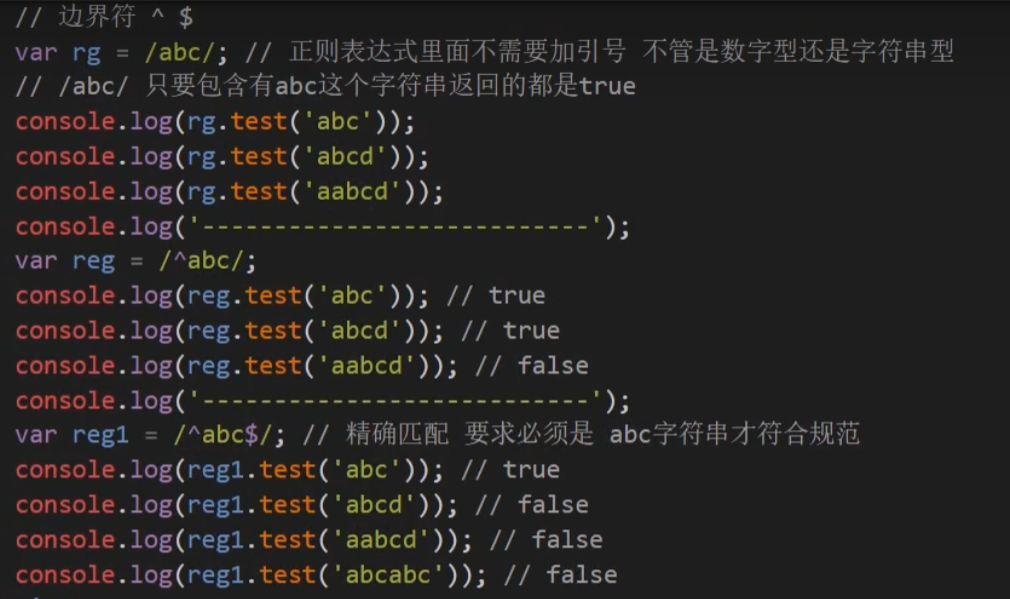 // 边界符 ^ $
var rg = /abc/; // 正则表达式里面不需要加引号 不管是数字型还是字符串型
// /abc/ 只要包含有abc这个字符串返回的都是true
console.log(rg.test('abc'));
console.log(rg.test('abcd'));
console.log(rg.test('aabcd'));
console.log('---------------------------');
var reg = /^abc/;
console.log(reg.test('abc')); // true
console.log(reg.test('abcd')); // true
console.log(reg.test('aabcd')); // false
console.log('---------------------------');
var reg1 = /^abc$/; // 精确匹配 要求必须是 abc字符串才符合规范
console.log(reg1.test('abc')); // true
console.log(reg1.test('abcd')); // false
console.log(reg1.test('aabcd')); // false
console.log(reg1.test('abcabc')); // false